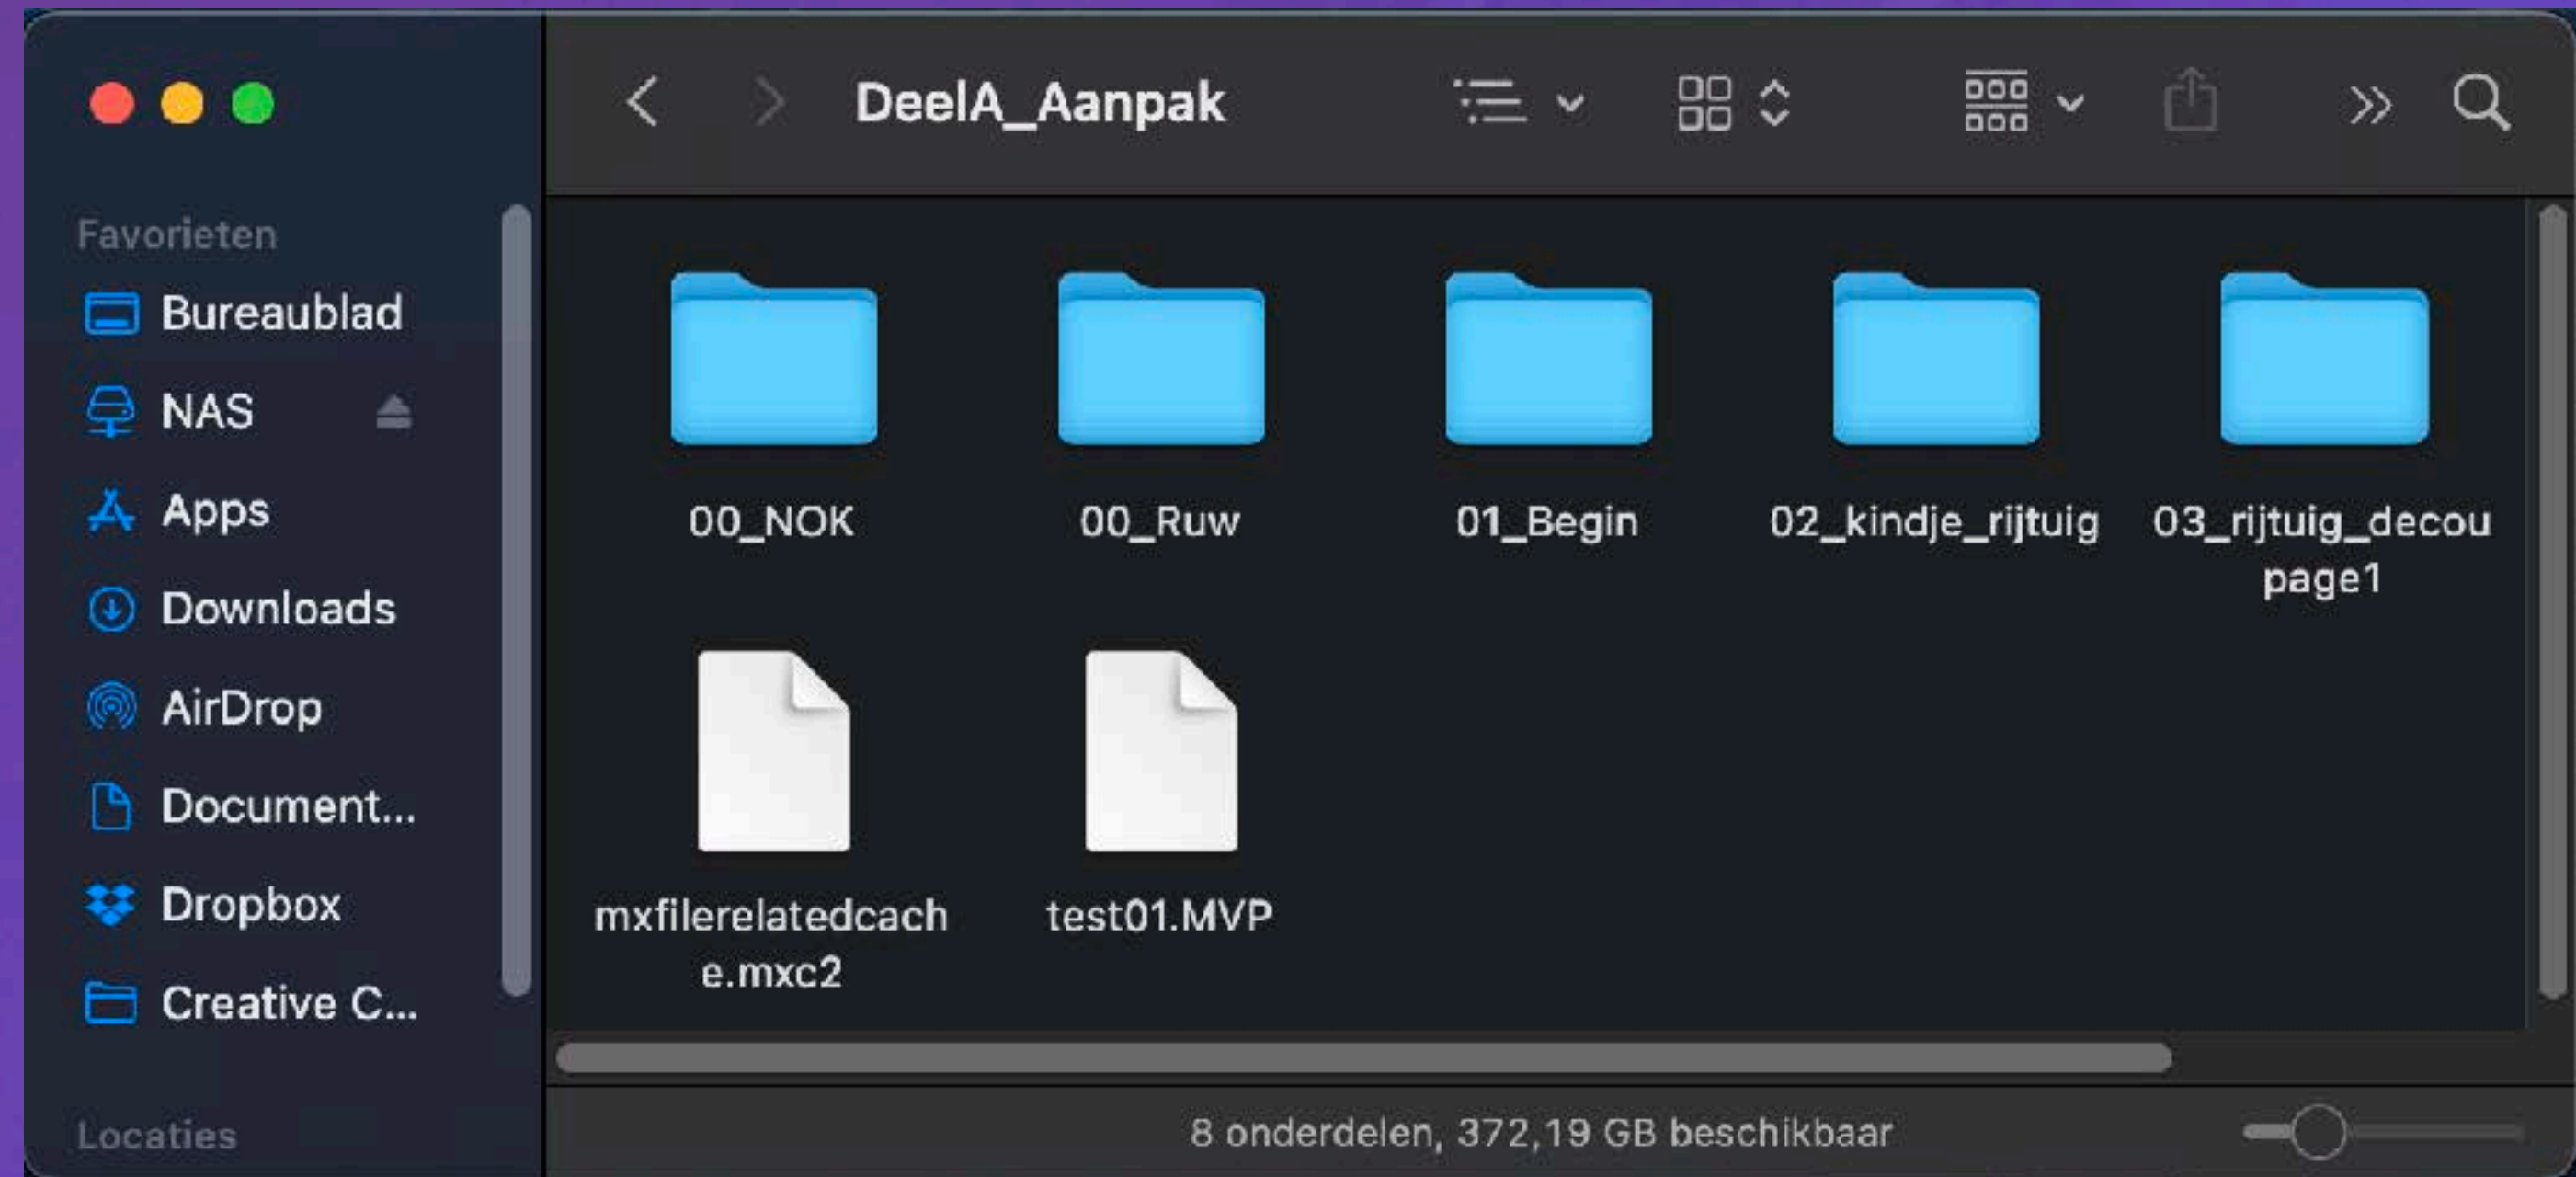 DeelA_Aanpak
Favorieten
Bureaublad
NAS
Apps
Downloads
AirDrop
Document...
Dropbox
Creative C...
Locaties
00_NOK
00_Ruw
01_Begin
02_kindje_rijtuig
03_rijtuig_decou
page1
mxfilerelatedcach
e.mxc2
test01.MVP
8 onderdelen, 372,19 GB beschikbaar